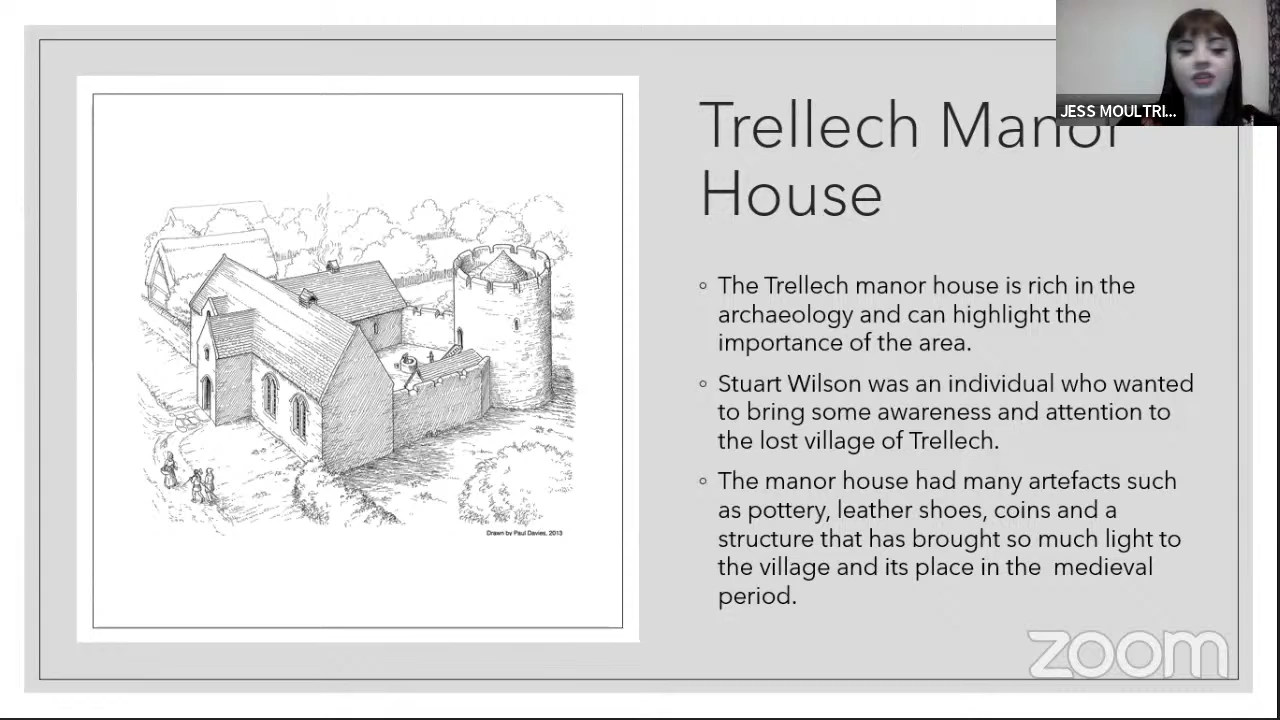 JESS MOULTRI...
Trellech Manor
House
◦ The Trellech manor house is rich in the
archaeology and can highlight the
importance of the area.
◦ Stuart Wilson was an individual who wanted
to bring some awareness and attention to
the lost village of Trellech.
◦ The manor house had many artefacts such
as pottery, leather shoes, coins and a
structure that has brought so much light to
the village and its place in the  medieval
period.
Drawn by Paul Davies, 2013
zoom